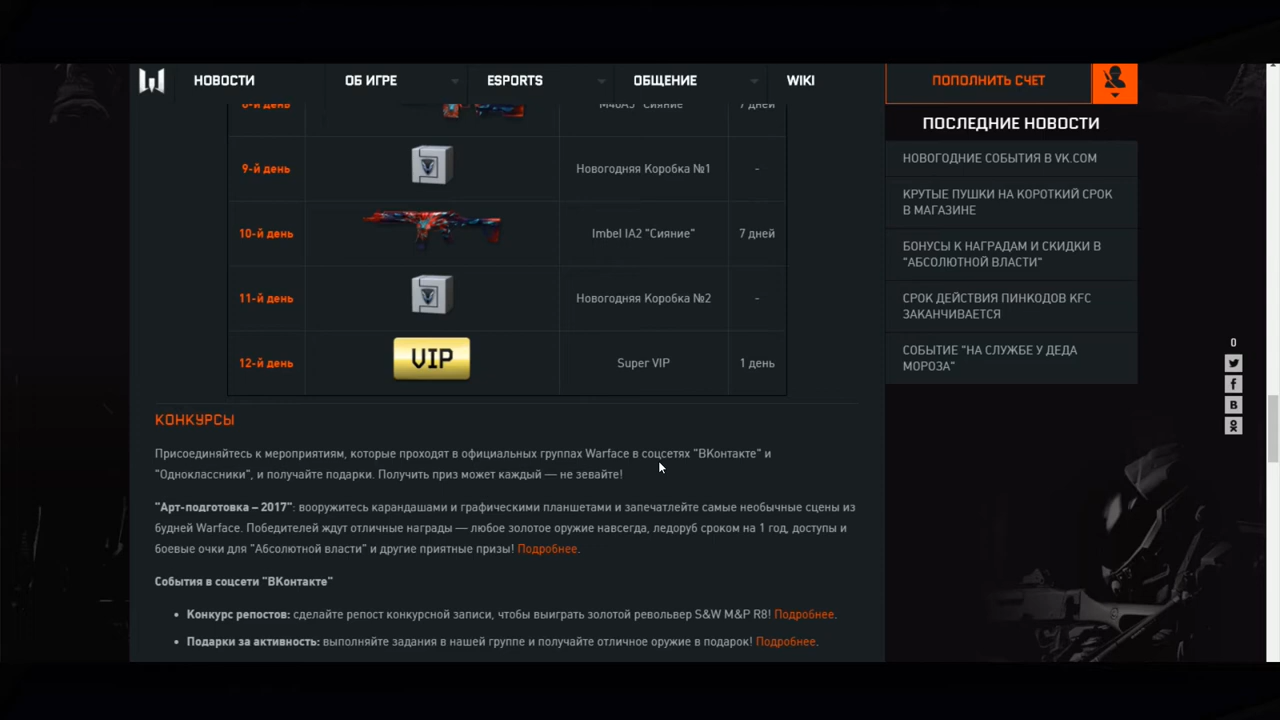 НОВОСТИ
ОБ ИГРЕ
ESPORTS
ОБЩЕНИЕ
WIKI
ПОПОЛНИТЬ СЧЕТ
8-й день
M40A5 "Сияние"
7 дней
9-й день
Новогодняя Коробка №1
-
10-й день
Imbel IA2 "Сияние"
7 дней
11-й день
Новогодняя Коробка №2
-
12-й день
VIP
Super VIP
1 день
КОНКУРСЫ
Присоединяйтесь к мероприятиям, которые проходят в официальных группах Warface в соцсетях "ВКонтакте" и
"Одноклассники", и получайте подарки. Получить приз может каждый — не зевайте!
"Арт-подготовка – 2017": вооружитесь карандашами и графическими планшетами и запечатлейте самые необычные сцены из
будней Warface. Победителей ждут отличные награды — любое золотое оружие навсегда, ледоруб сроком на 1 год, доступы и
боевые очки для "Абсолютной власти" и другие приятные призы! Подробнее.
События в соцсети "ВКонтакте"
• Конкурс репостов: сделайте репост конкурсной записи, чтобы выиграть золотой револьвер S&W M&P R8! Подробнее.
• Подарки за активность: выполняйте задания в нашей группе и получайте отличное оружие в подарок! Подробнее.
ПОСЛЕДНИЕ НОВОСТИ
НОВОГОДНИЕ СОБЫТИЯ В VK.COM
КРУТЫЕ ПУШКИ НА КОРОТКИЙ СРОК
В МАГАЗИНЕ
БОНУСЫ К НАГРАДАМ И СКИДКИ В
"АБСОЛЮТНОЙ ВЛАСТИ"
СРОК ДЕЙСТВИЯ ПИНКОДОВ KFC
ЗАКАНЧИВАЕТСЯ
СОБЫТИЕ "НА СЛУЖБЕ У ДЕДА
МОРОЗА"
0